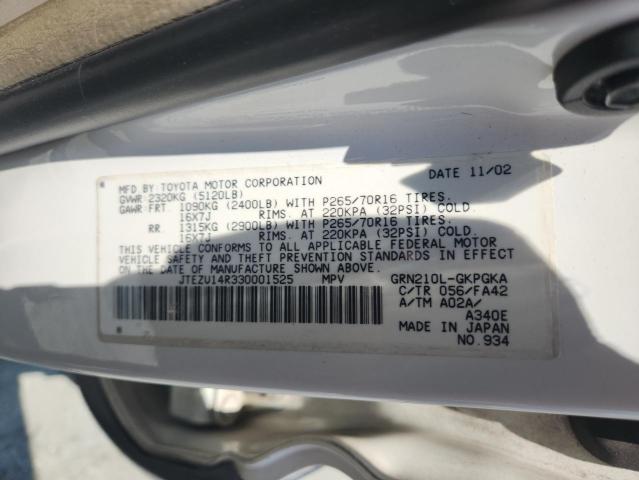 MFD BY TOYOTA MOTOR CORPORATION DATE 11/02
GVWR 2320KG (5120LB)
GAWR FRT. 1090KG (2400LB) WITH P265/70R16 TIRES.
16X7J RIMS. AT 220KPA (32PSI) COLD.
RR. 1315KG (2900LB) WITH P265/70R16 TIRES.
16X7J RIMS. AT 220KPA (32PSI) COLD.
THIS VEHICLE CONFORMS TO ALL APPLICABLE FEDERAL MOTOR
VEHICLE SAFETY AND THEFT PREVENTION STANDARDS IN EFFECT
ON THE DATE OF MANUFACTURE SHOWN ABOVE.
JTEZU14R330001525 MPV GRN210L-GKPGKA
C/TR 056/FA42
A/TM A02A/
A340E
MADE IN JAPAN
NO.934